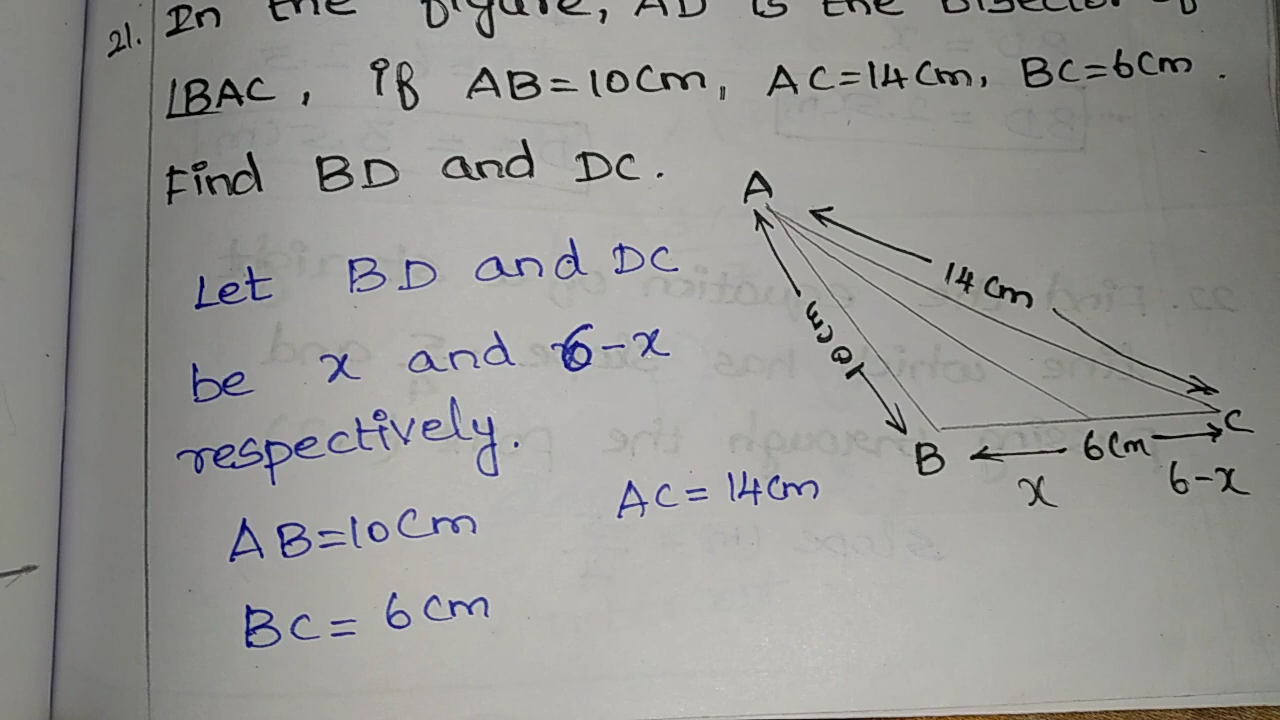 21. In the figure, AD is the bisector of
∠BAC, if AB=10cm, AC=14cm, BC=6cm.
Find BD and DC.
A
Let BD and DC
14 cm
be x and 6-x
10cm
respectively.
C
B
6cm
x
6-x
AC=14cm
AB=10cm
BC=6cm